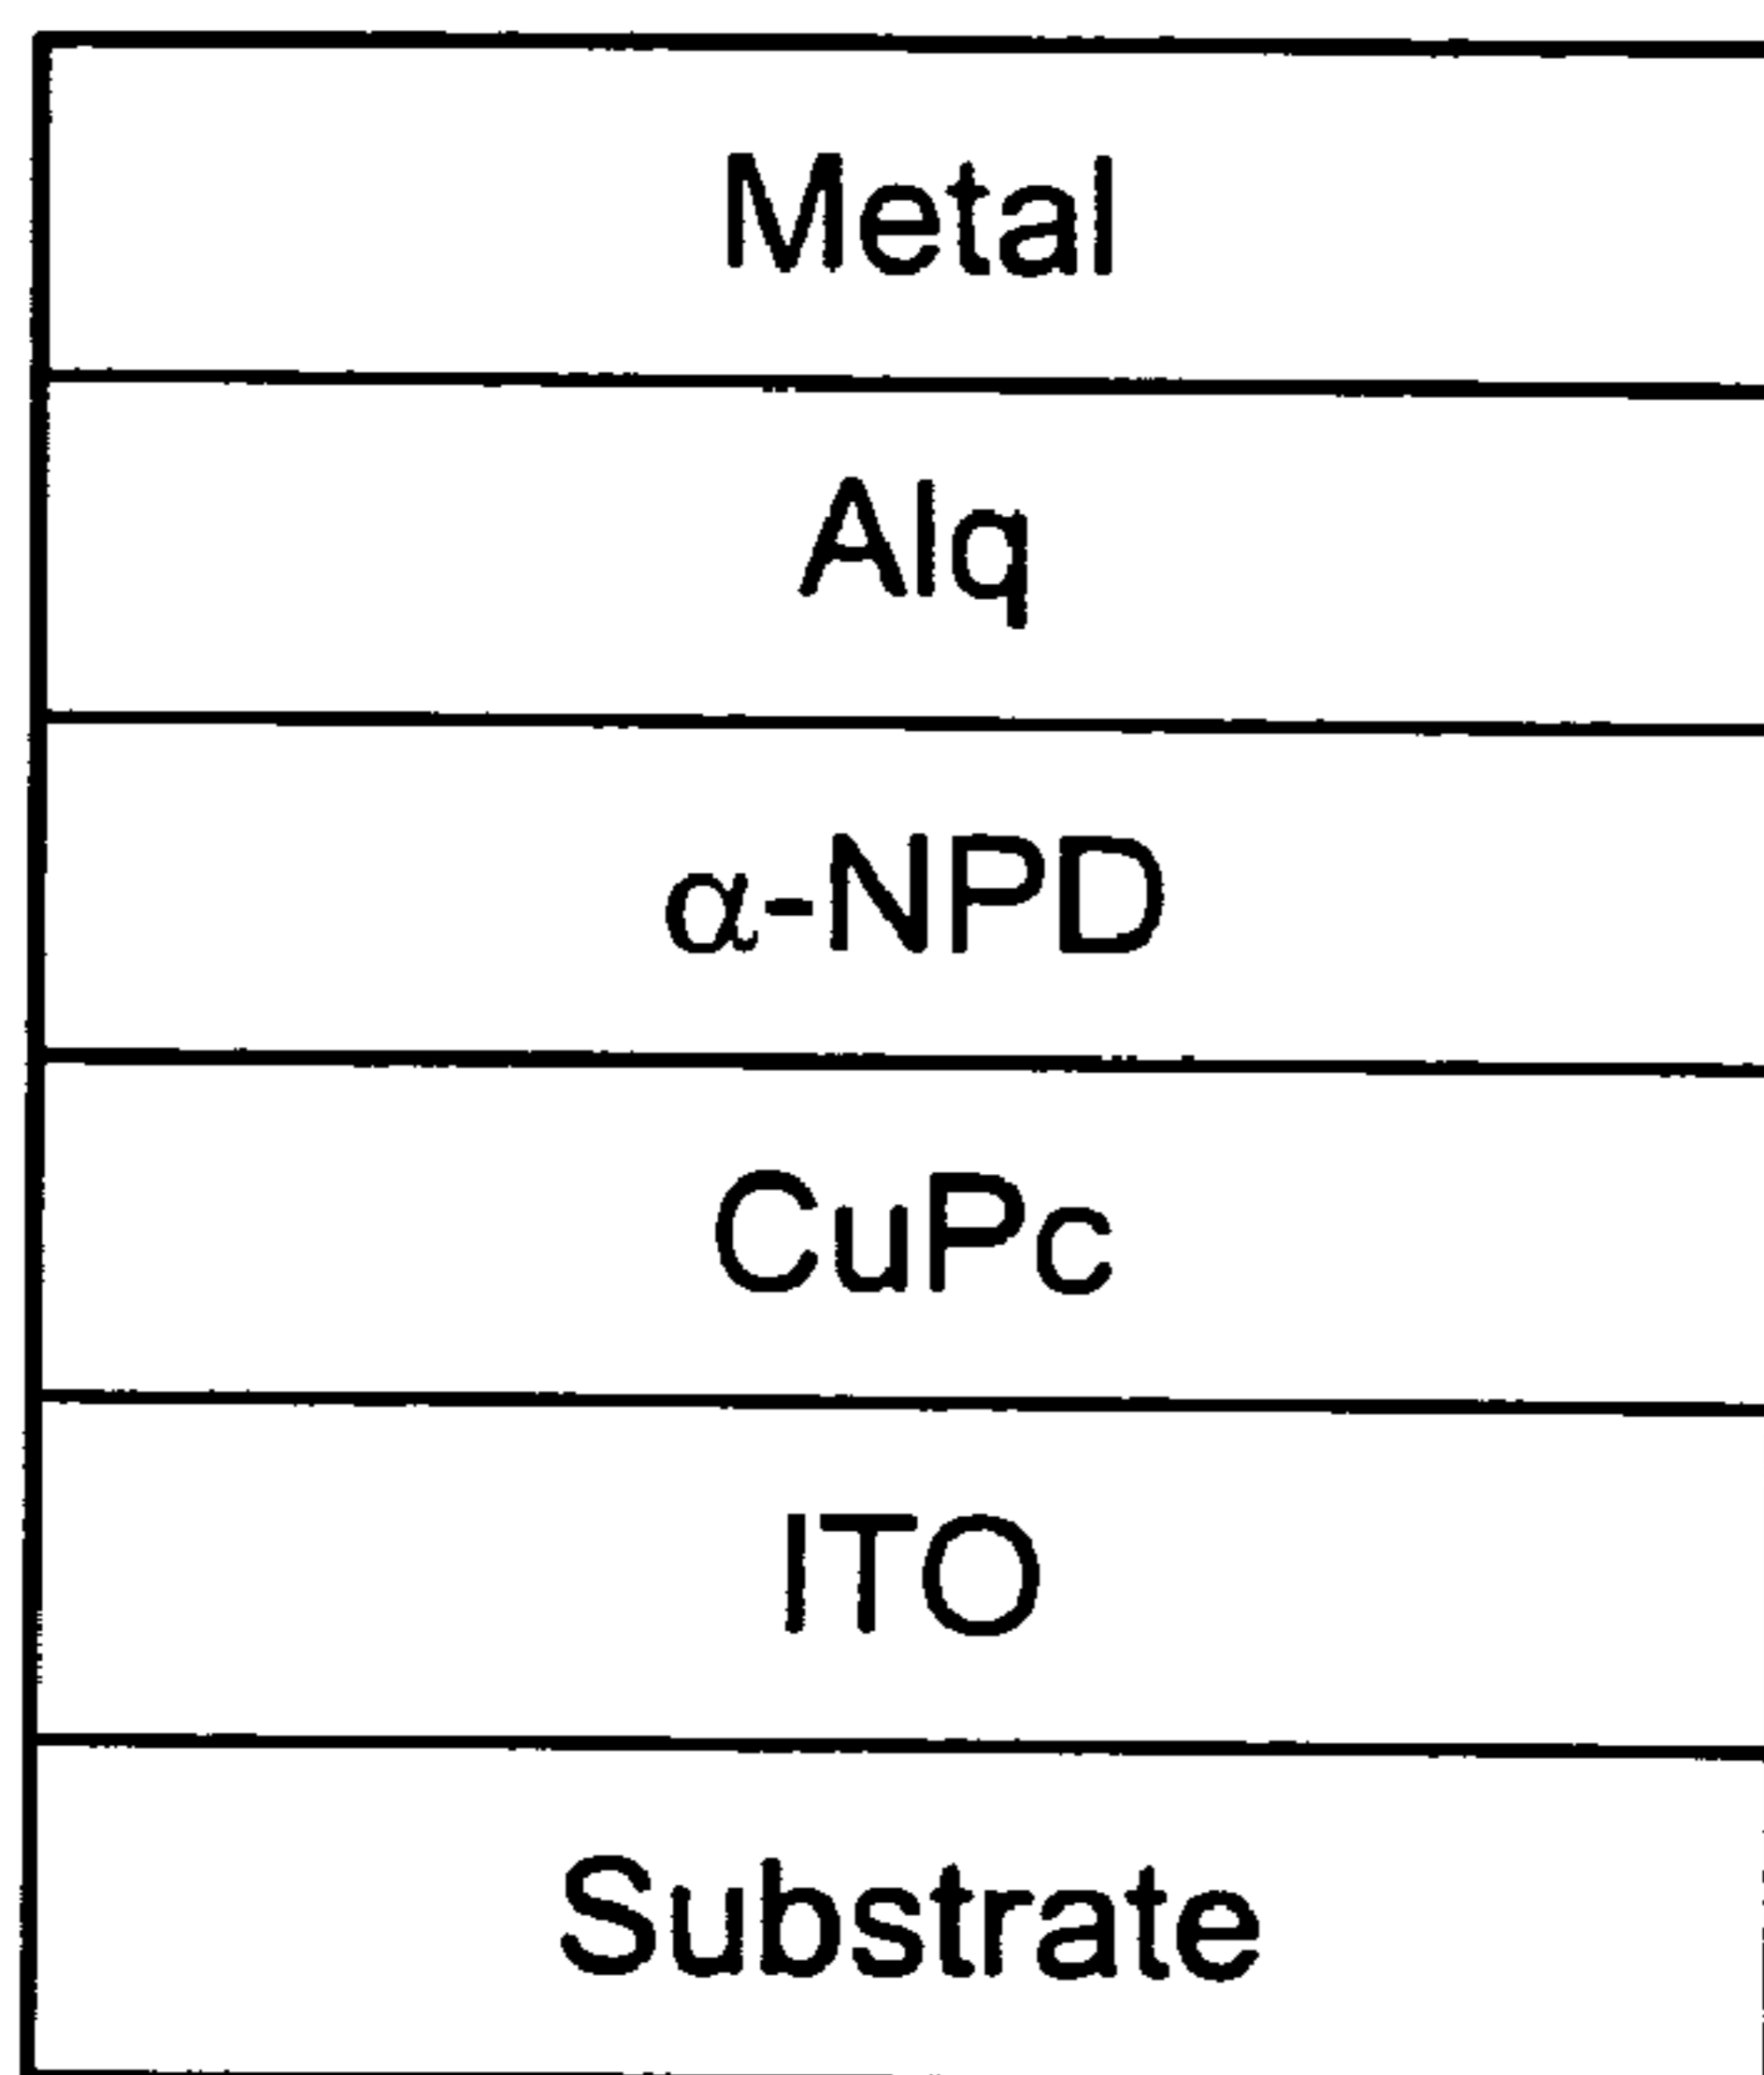 Metal
Alq
α-NPD
CuPc
ITO
Substrate